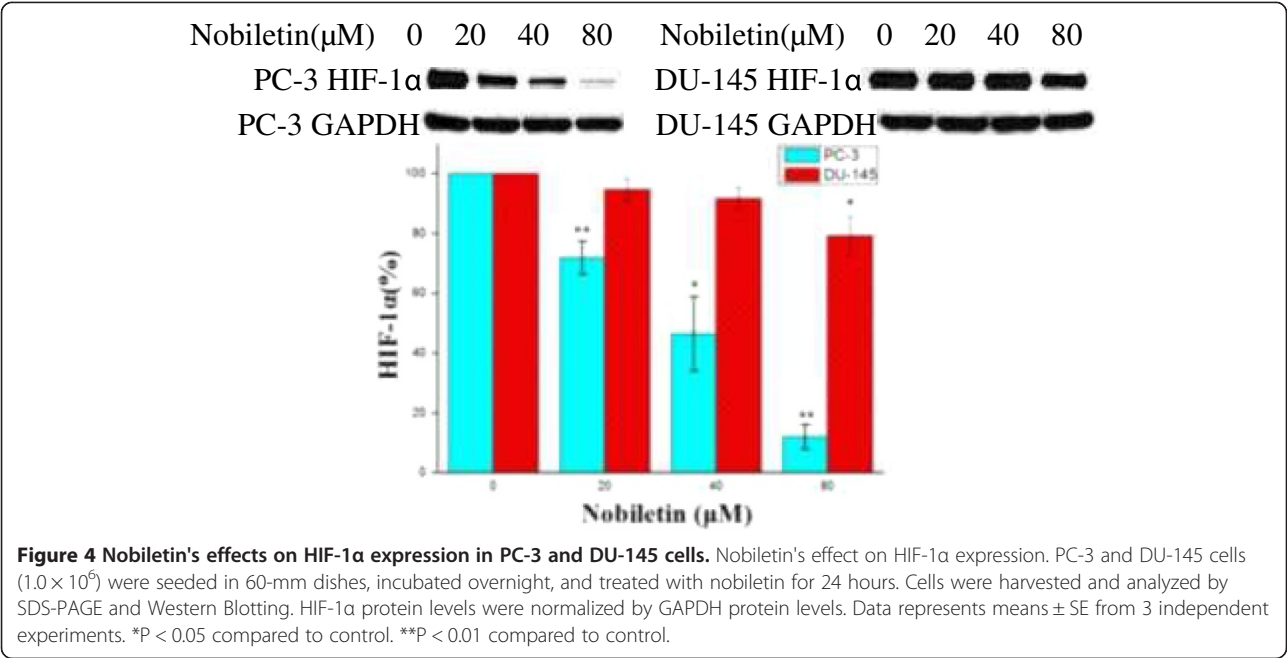 Nobiletin(µM) 0 20 40 80 Nobiletin(µM) 0 20 40 80
PC-3 HIF-1α DU-145 HIF-1α
PC-3 GAPDH DU-145 GAPDH
PC-3
DU-145
100
80
60
40
20
0
HIF-1α(%)
**
*
**
*
0 20 40 80
Nobiletin (µM)
Figure 4 Nobiletin's effects on HIF-1α expression in PC-3 and DU-145 cells. Nobiletin's effect on HIF-1α expression. PC-3 and DU-145 cells
(1.0 × 10⁶) were seeded in 60-mm dishes, incubated overnight, and treated with nobiletin for 24 hours. Cells were harvested and analyzed by
SDS-PAGE and Western Blotting. HIF-1α protein levels were normalized by GAPDH protein levels. Data represents means ± SE from 3 independent
experiments. *P < 0.05 compared to control. **P < 0.01 compared to control.